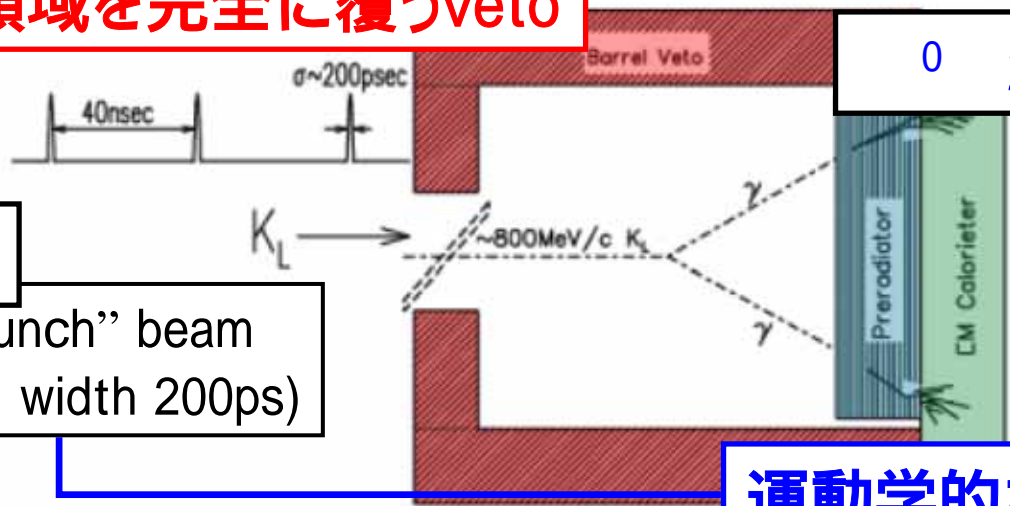 領域を完全に覆うveto
Barrel Veto
0
σ~200psec
40nsec
K_L
~800MeV/c K_L
γ
γ
Preradiator
EM Calorieter
unch” beam
width 200ps)
運動学的